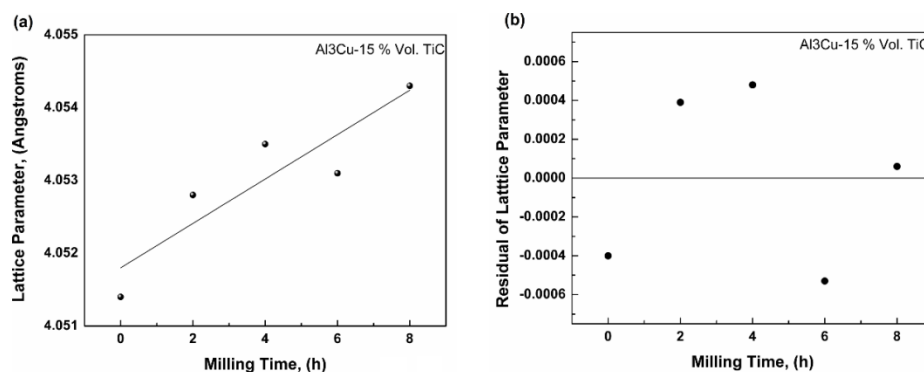 (a)
Al3Cu-15 % Vol. TiC
4.055
4.054
4.053
4.052
4.051
0 2 4 6 8
Lattice Parameter, (Angstroms)
Milling Time, (h)
(b)
Al3Cu-15 % Vol. TiC
0.0006
0.0004
0.0002
0.0000
-0.0002
-0.0004
-0.0006
0 2 4 6 8
Residual of Latttice Parameter
Milling Time, (h)